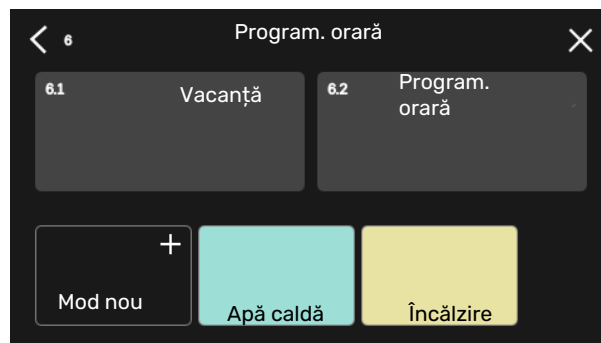 6 Program. orară
6.1 Vacanță
6.2 Program.
orară
Mod nou
Apă caldă
Încălzire